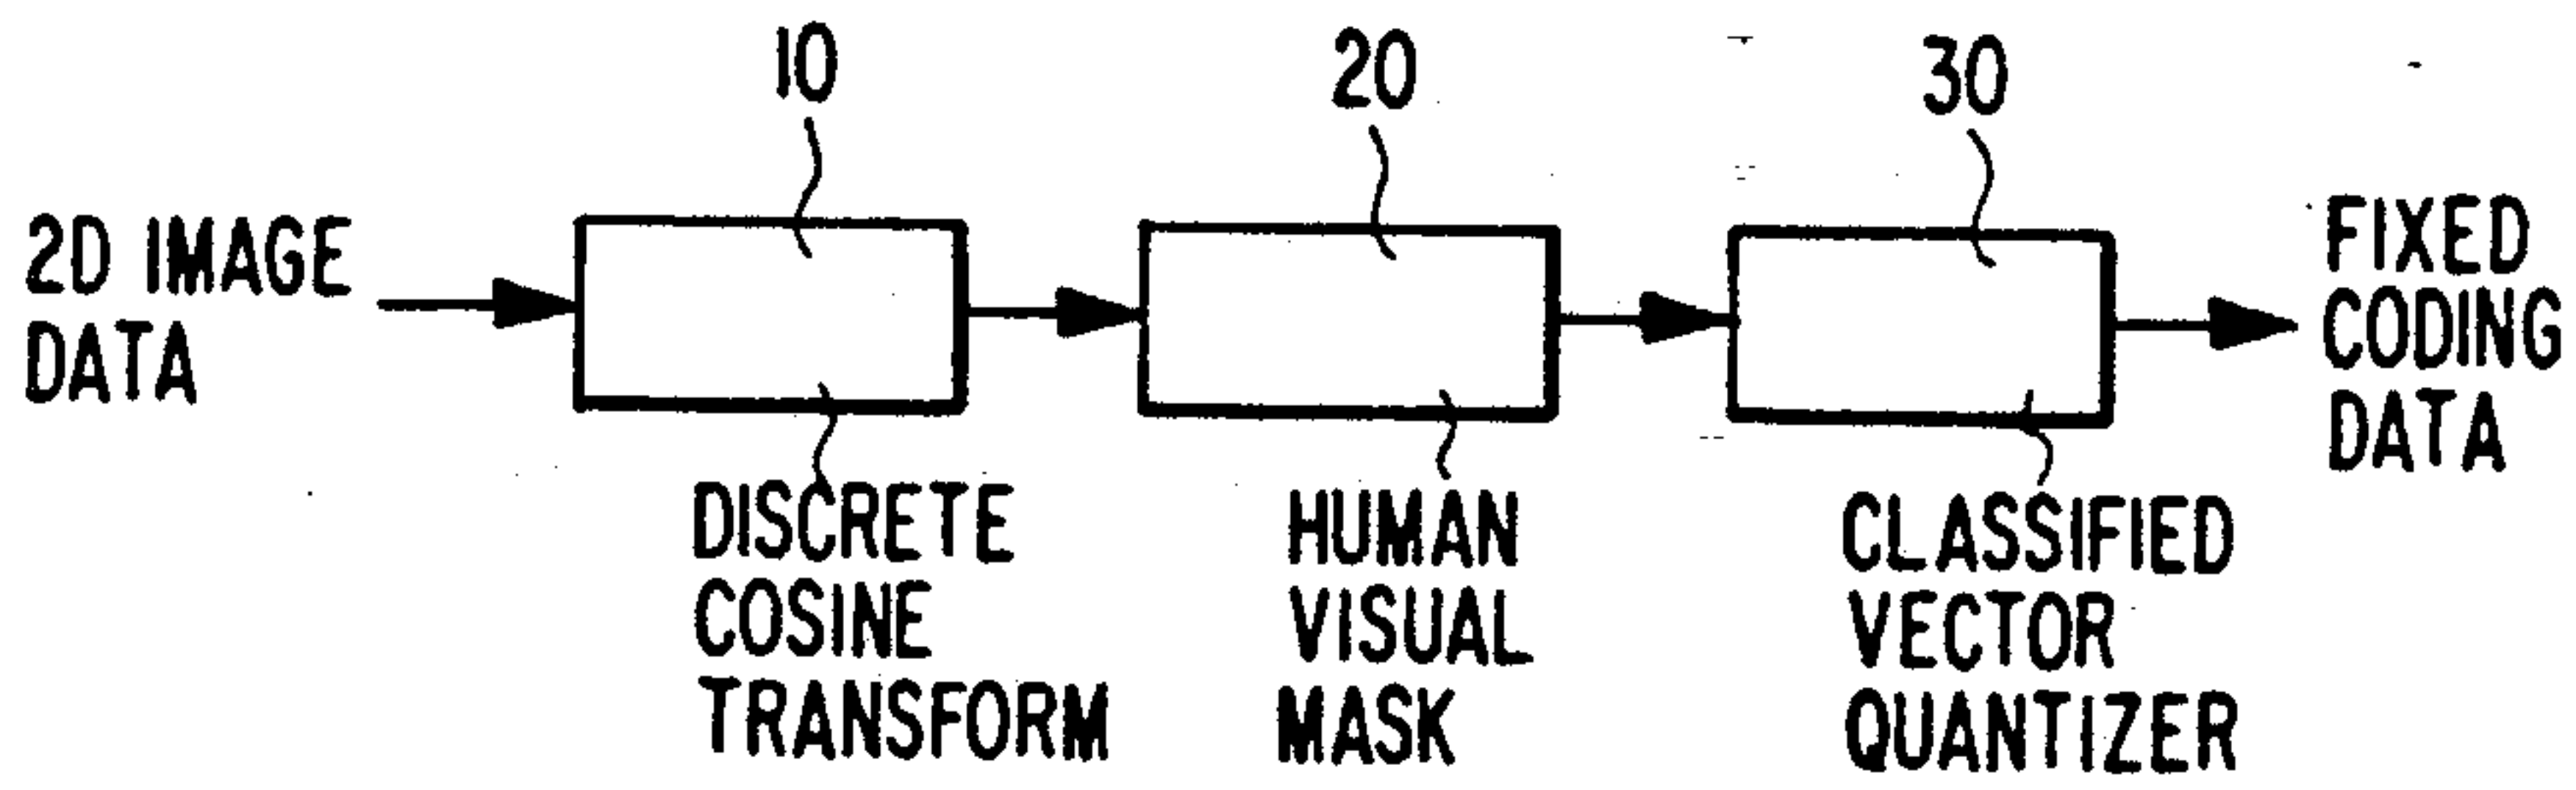 10
20
30
2D IMAGE
DATA
FIXED
CODING
DATA
DISCRETE
COSINE
TRANSFORM
HUMAN
VISUAL
MASK
CLASSIFIED
VECTOR
QUANTIZER